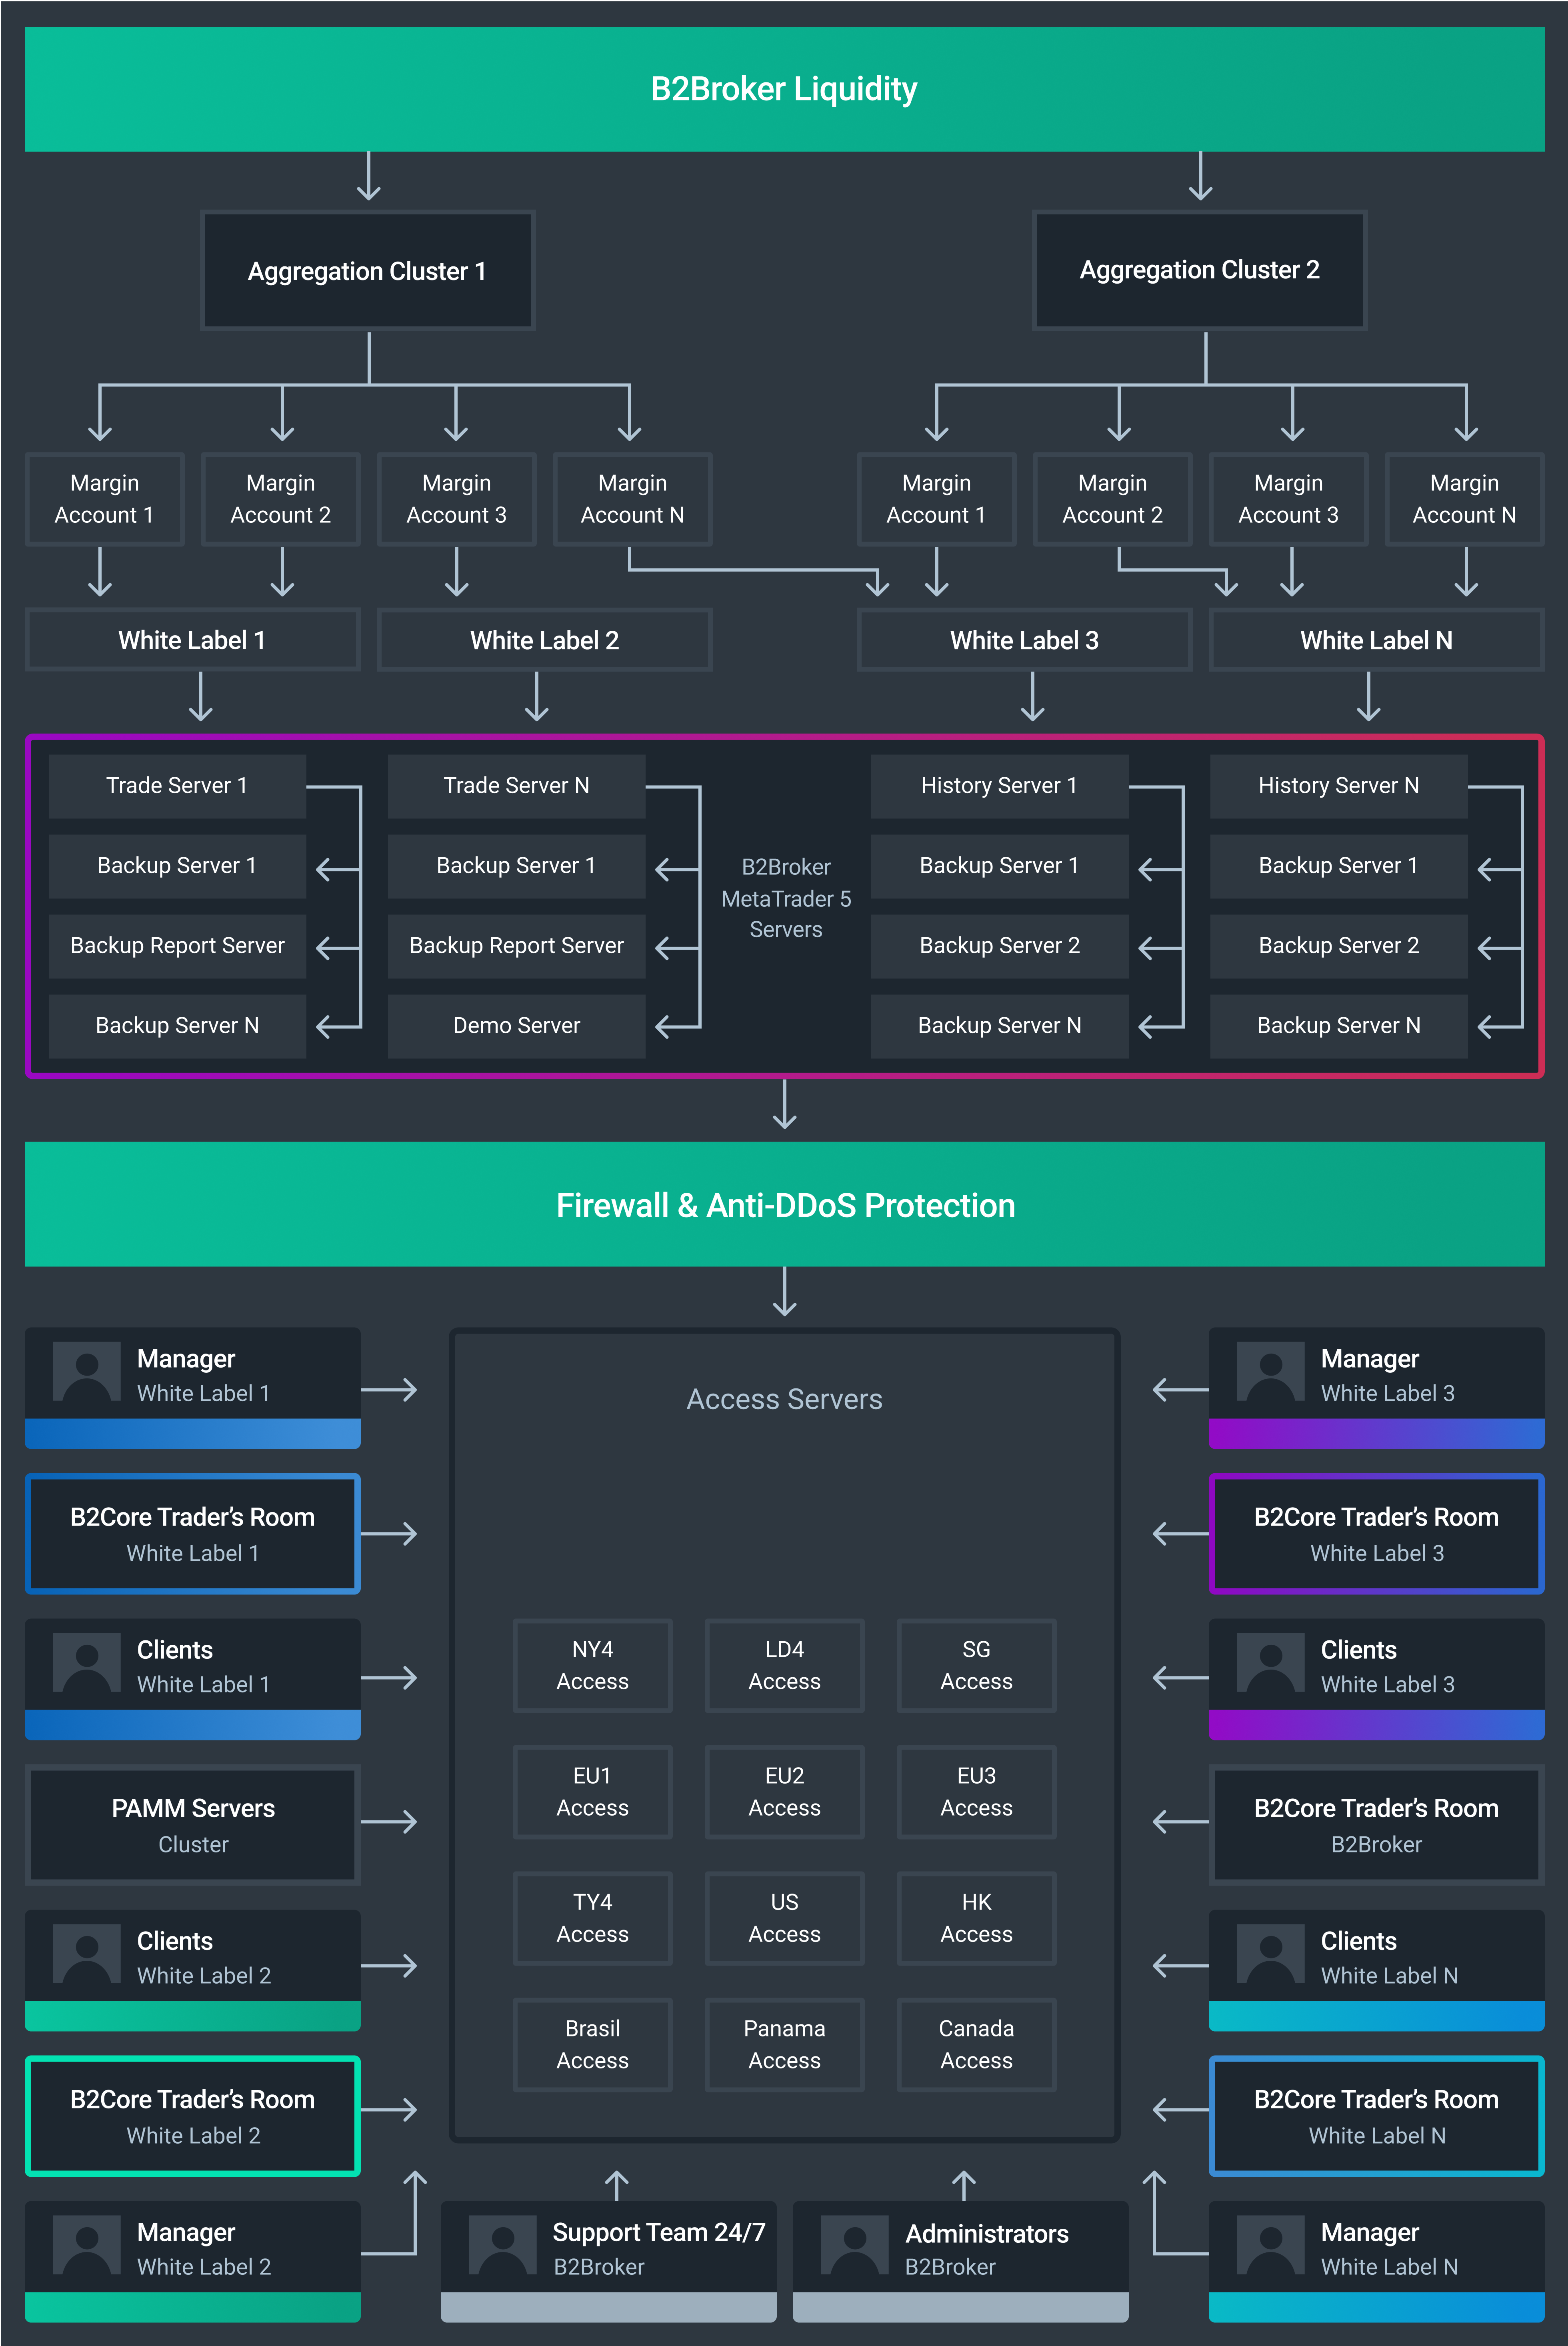 B2Broker Liquidity
Aggregation Cluster 1
Aggregation Cluster 2
Margin
Account 1
Margin
Account 2
Margin
Account 3
Margin
Account N
Margin
Account 1
Margin
Account 2
Margin
Account 3
Margin
Account N
White Label 1
White Label 2
White Label 3
White Label N
Trade Server 1
Backup Server 1
Backup Report Server
Backup Server N
Trade Server N
Backup Server 1
Backup Report Server
Demo Server
B2Broker
MetaTrader 5
Servers
History Server 1
Backup Server 1
Backup Server 2
Backup Server N
History Server N
Backup Server 1
Backup Server 2
Backup Server N
Firewall & Anti-DDoS Protection
Manager
White Label 1
B2Core Trader’s Room
White Label 1
Clients
White Label 1
PAMM Servers
Cluster
Clients
White Label 2
B2Core Trader’s Room
White Label 2
Manager
White Label 2
Access Servers
NY4
Access
LD4
Access
SG
Access
EU1
Access
EU2
Access
EU3
Access
TY4
Access
US
Access
HK
Access
Brasil
Access
Panama
Access
Canada
Access
Support Team 24/7
B2Broker
Administrators
B2Broker
Manager
White Label 3
B2Core Trader’s Room
White Label 3
Clients
White Label 3
B2Core Trader’s Room
B2Broker
Clients
White Label N
B2Core Trader’s Room
White Label N
Manager
White Label N